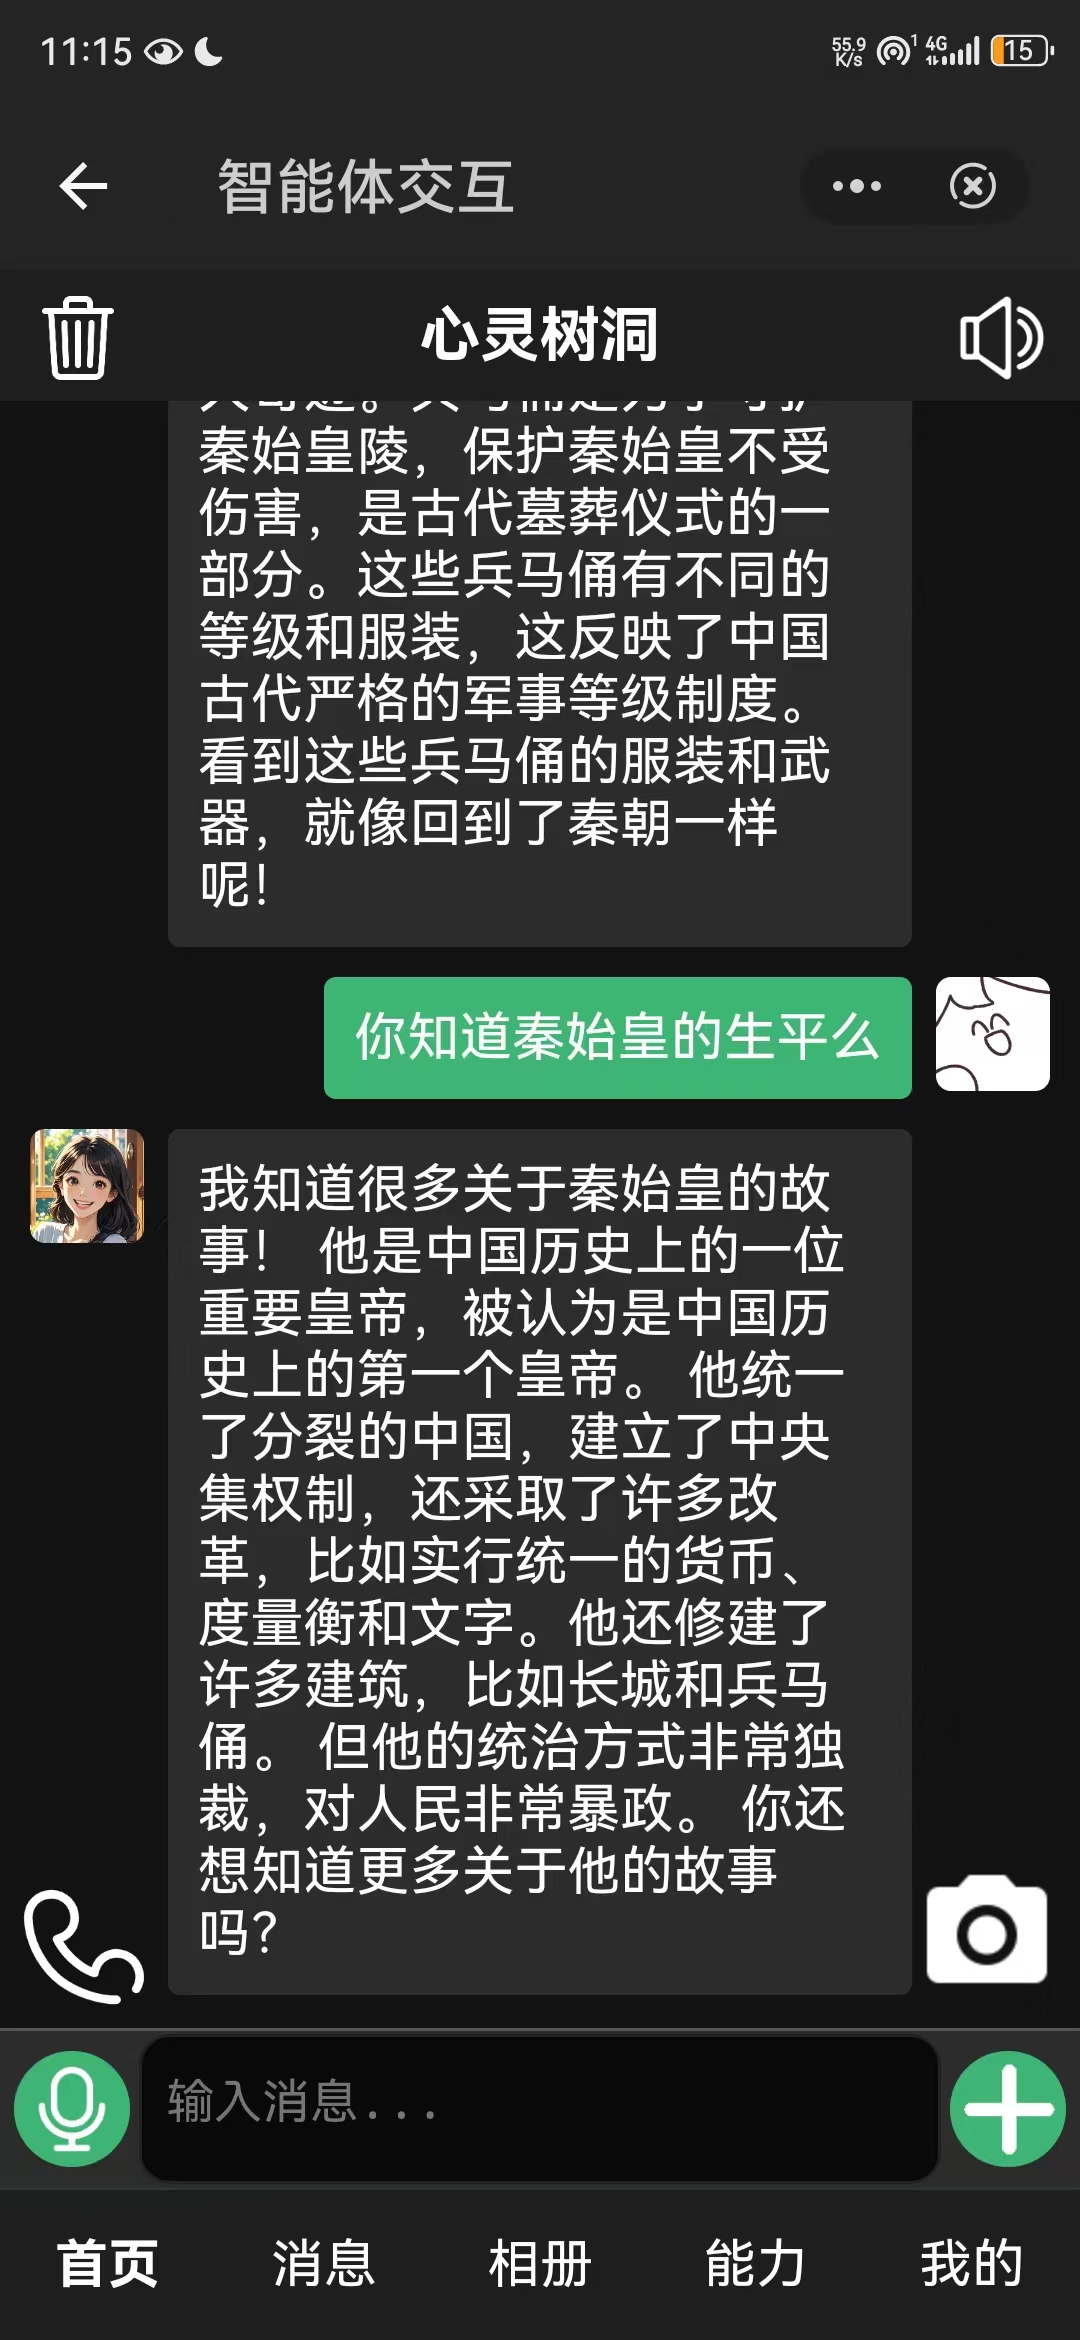 11:15
55.9 K/s
1
4G
15
智能体交互
心灵树洞
秦始皇陵，保护秦始皇不受
伤害，是古代墓葬仪式的一
部分。这些兵马俑有不同的
等级和服装，这反映了中国
古代严格的军事等级制度。
看到这些兵马俑的服装和武
器，就像回到了秦朝一样
呢！
你知道秦始皇的生平么
我知道很多关于秦始皇的故
事！ 他是中国历史上的一位
重要皇帝，被认为是中国历
史上的第一个皇帝。 他统一
了分裂的中国，建立了中央
集权制，还采取了许多改
革，比如实行统一的货币、
度量衡和文字。他还修建了
许多建筑，比如长城和兵马
俑。 但他的统治方式非常独
裁，对人民非常暴政。 你还
想知道更多关于他的故事
吗？
输入消息...
首页
消息
相册
能力
我的